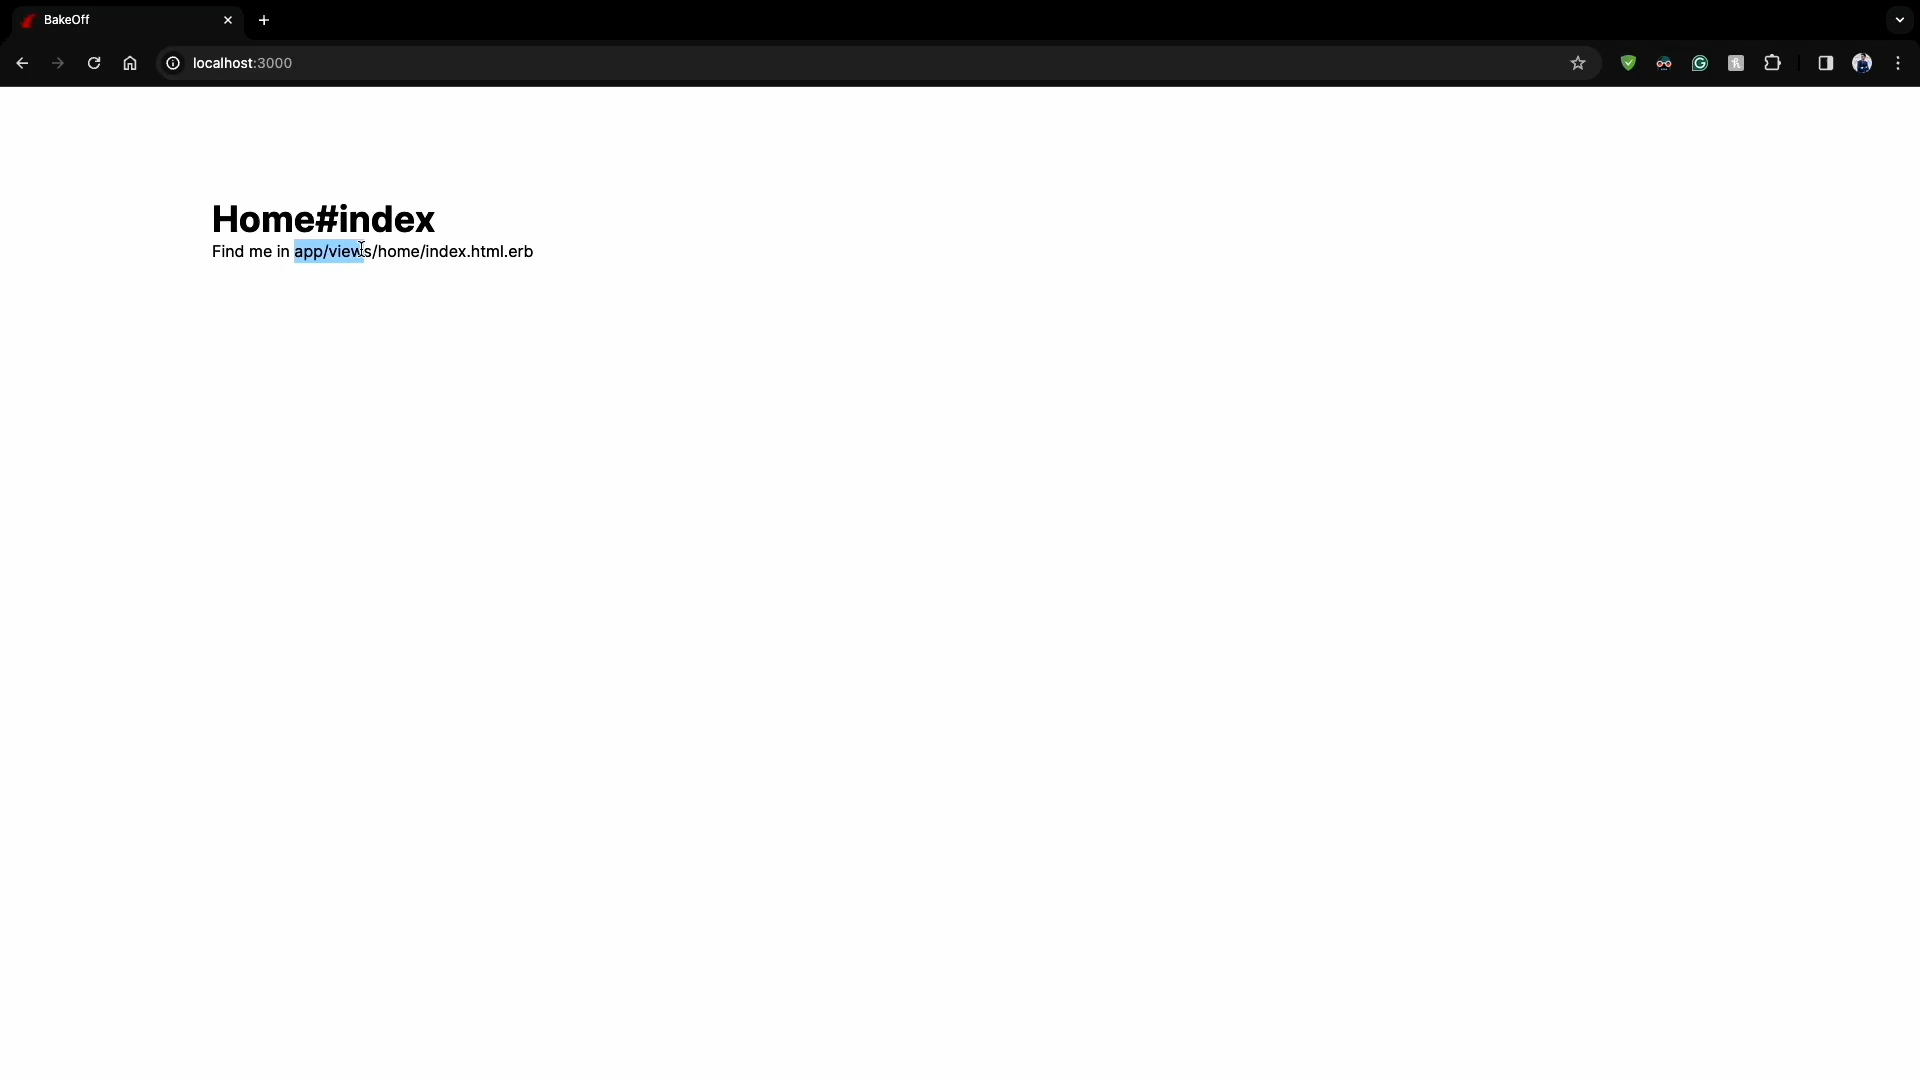 BakeOff
localhost:3000
Home#index
Find me in app/views/home/index.html.erb